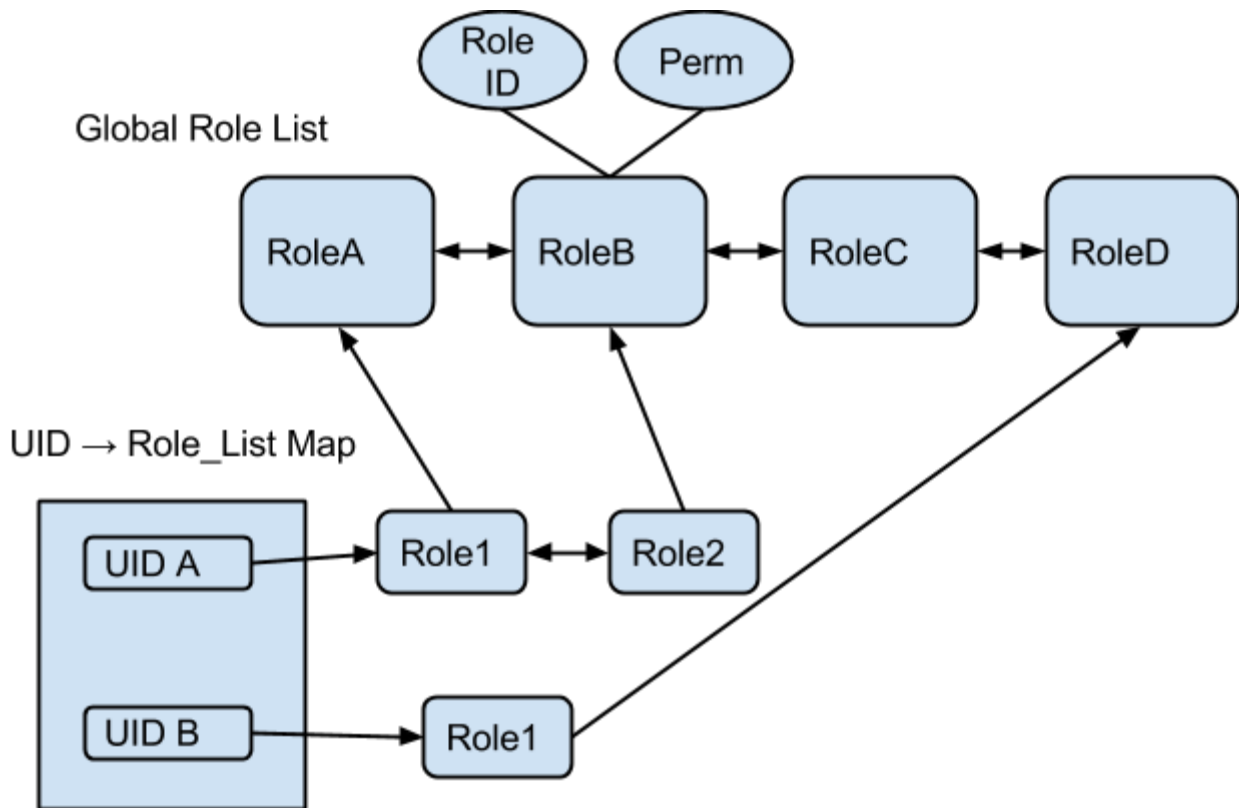 Role
ID
Perm
Global Role List
RoleA
RoleB
RoleC
RoleD
UID → Role_List Map
UID A
Role1
Role2
UID B
Role1